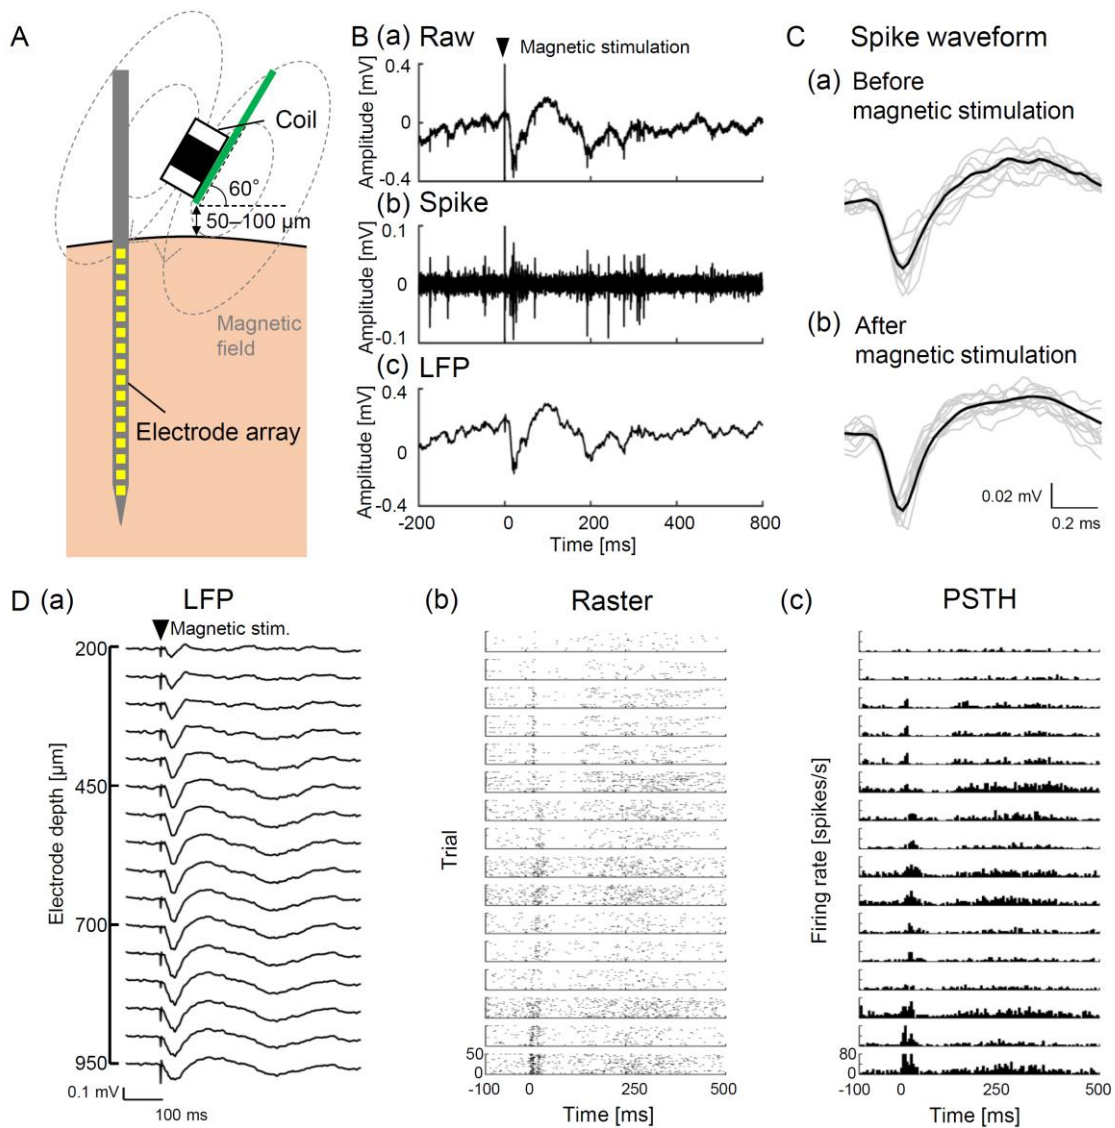 A
Coil
60°
50–100 µm
Magnetic
field
Electrode array
B (a) Raw
Magnetic stimulation
Amplitude [mV]
0.4
0
-0.4
(b) Spike
Amplitude [mV]
0.1
0
-0.1
(c) LFP
Amplitude [mV]
0.4
0
-0.4
-200 0 200 400 800
Time [ms]
C Spike waveform
(a) Before
magnetic stimulation
(b) After
magnetic stimulation
0.02 mV
0.2 ms
D (a) LFP
Magnetic stim.
Electrode depth [µm]
200
450
700
950
0.1 mV
100 ms
(b) Raster
Trial
50
0
-100 0 250 500
Time [ms]
(c) PSTH
Firing rate [spikes/s]
80
0
-100 0 250 500
Time [ms]